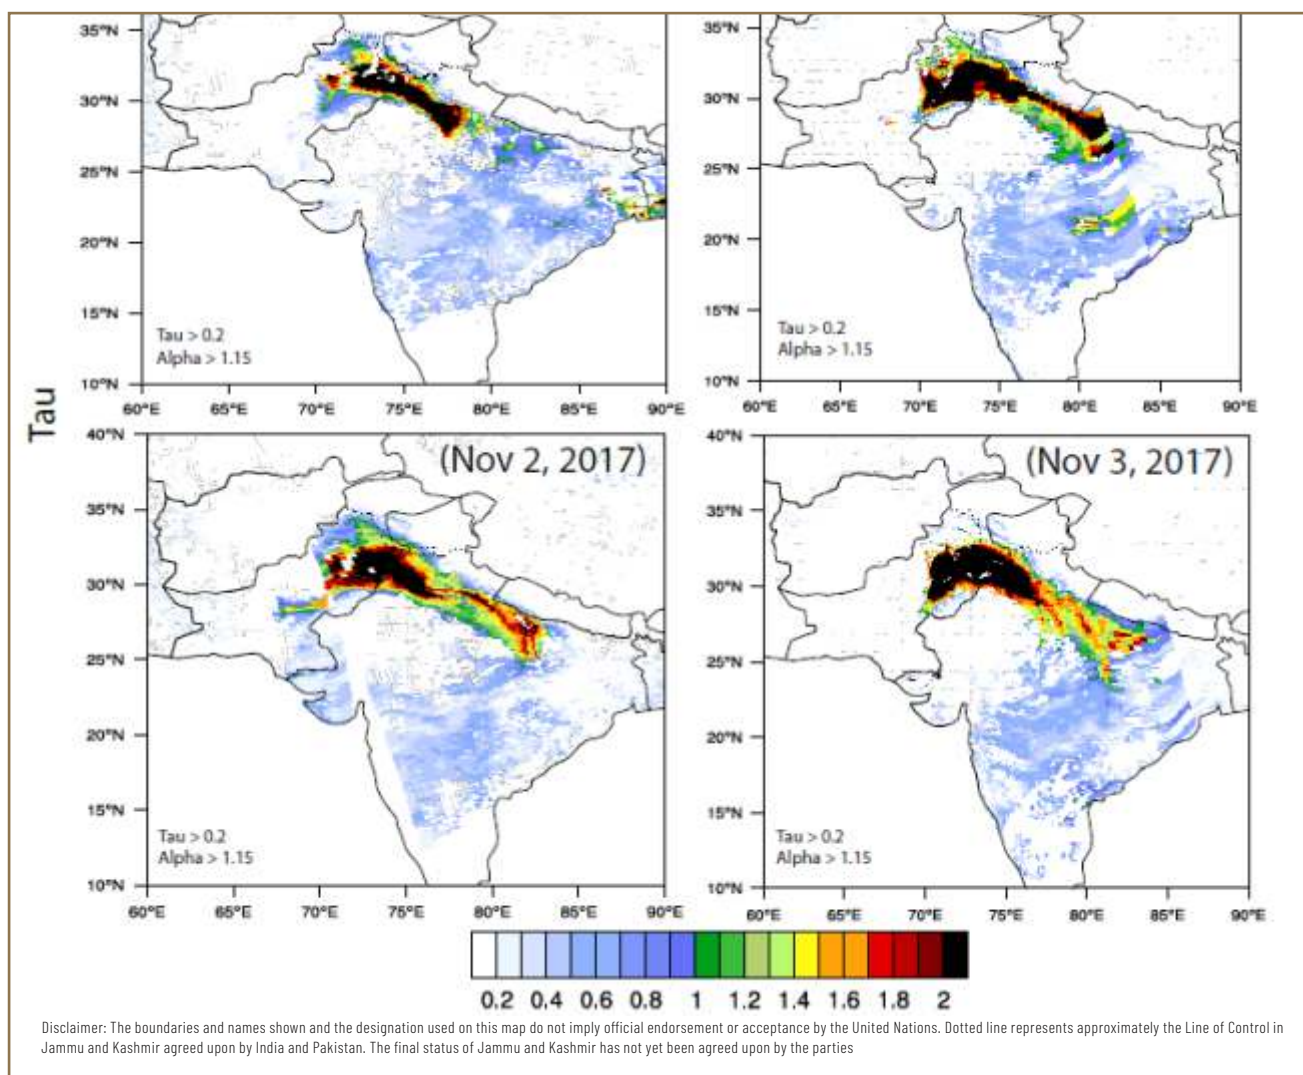 35°N
30°N
25°N
20°N
15°N
10°N
Tau > 0.2
Alpha > 1.15
60°E 65°E 70°E 75°E 80°E 85°E 90°E
35°N
30°N
25°N
20°N
15°N
10°N
Tau > 0.2
Alpha > 1.15
60°E 65°E 70°E 75°E 80°E 85°E 90°E
Tau
40°N
35°N
30°N
25°N
20°N
15°N
10°N
(Nov 2, 2017)
Tau > 0.2
Alpha > 1.15
60°E 65°E 70°E 75°E 80°E 85°E 90°E
40°N
35°N
30°N
25°N
20°N
15°N
10°N
(Nov 3, 2017)
Tau > 0.2
Alpha > 1.15
60°E 65°E 70°E 75°E 80°E 85°E 90°E
0.2 0.4 0.6 0.8 1 1.2 1.4 1.6 1.8 2
Disclaimer: The boundaries and names shown and the designation used on this map do not imply official endorsement or acceptance by the United Nations. Dotted line represents approximately the Line of Control in
Jammu and Kashmir agreed upon by India and Pakistan. The final status of Jammu and Kashmir has not yet been agreed upon by the parties